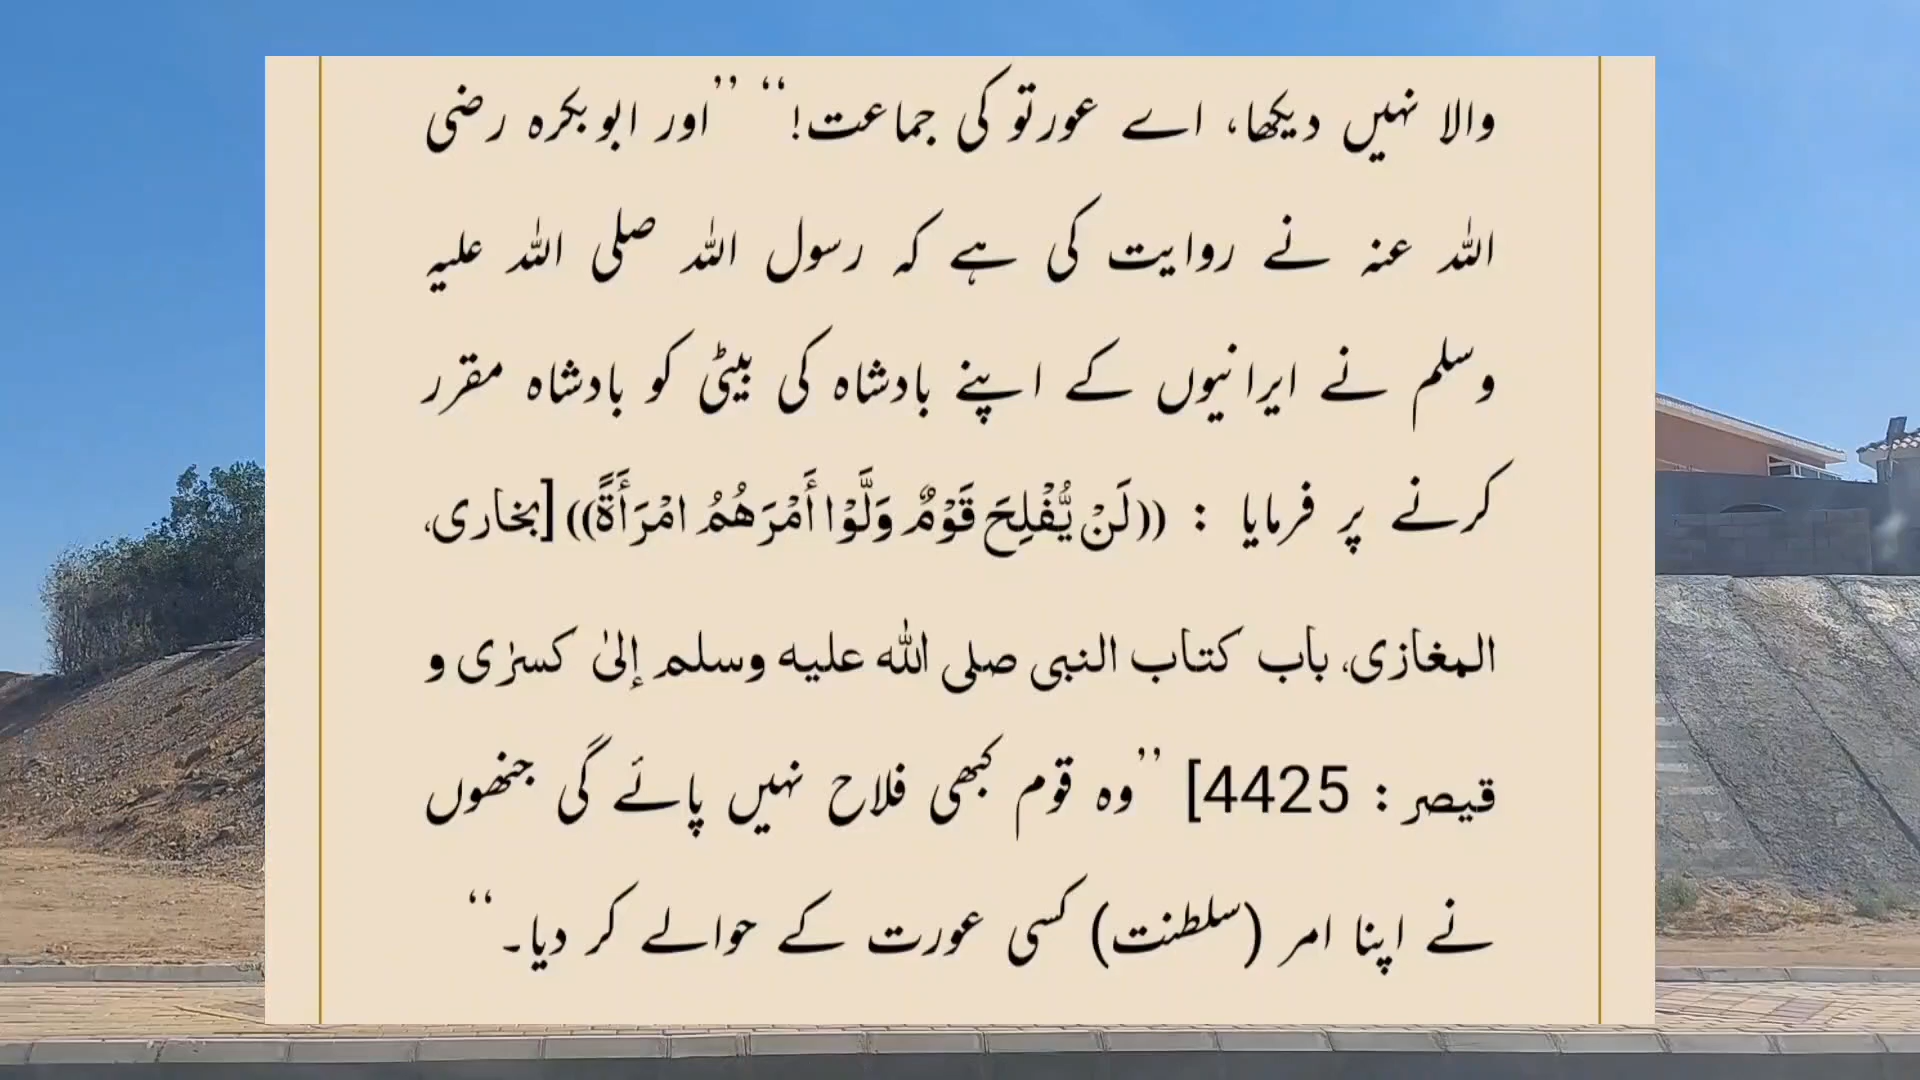 والا نہیں دیکھا، اے عورتو کی جماعت!‘‘ ’’اور ابوبکرہ رضی
اللہ عنہ نے روایت کی ہے کہ رسول اللہ صلی اللہ علیہ
وسلم نے ایرانیوں کے اپنے بادشاہ کی بیٹی کو بادشاہ مقرر
کرنے پر فرمایا : ((لَنْ يُّفْلِحَ قَوْمٌ وَلَّوْا أَمْرَهُمُ امْرَأَةً)) [بخاری،
المغازی، باب کتاب النبی صلی اللہ علیہ وسلم إلیٰ کسرٰی و
قیصر : 4425] ’’وہ قوم کبھی فلاح نہیں پائے گی جنھوں
نے اپنا امر (سلطنت) کسی عورت کے حوالے کر دیا۔‘‘